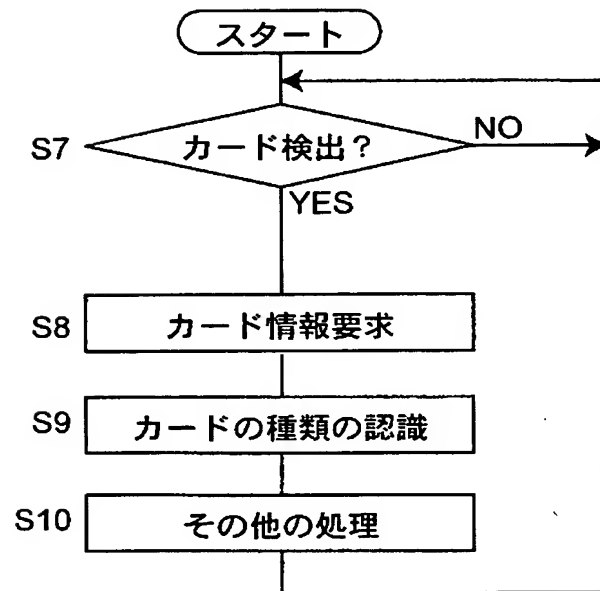 スタート
S7
カード検出？
NO
YES
S8
カード情報要求
S9
カードの種類の認識
S10
その他の処理